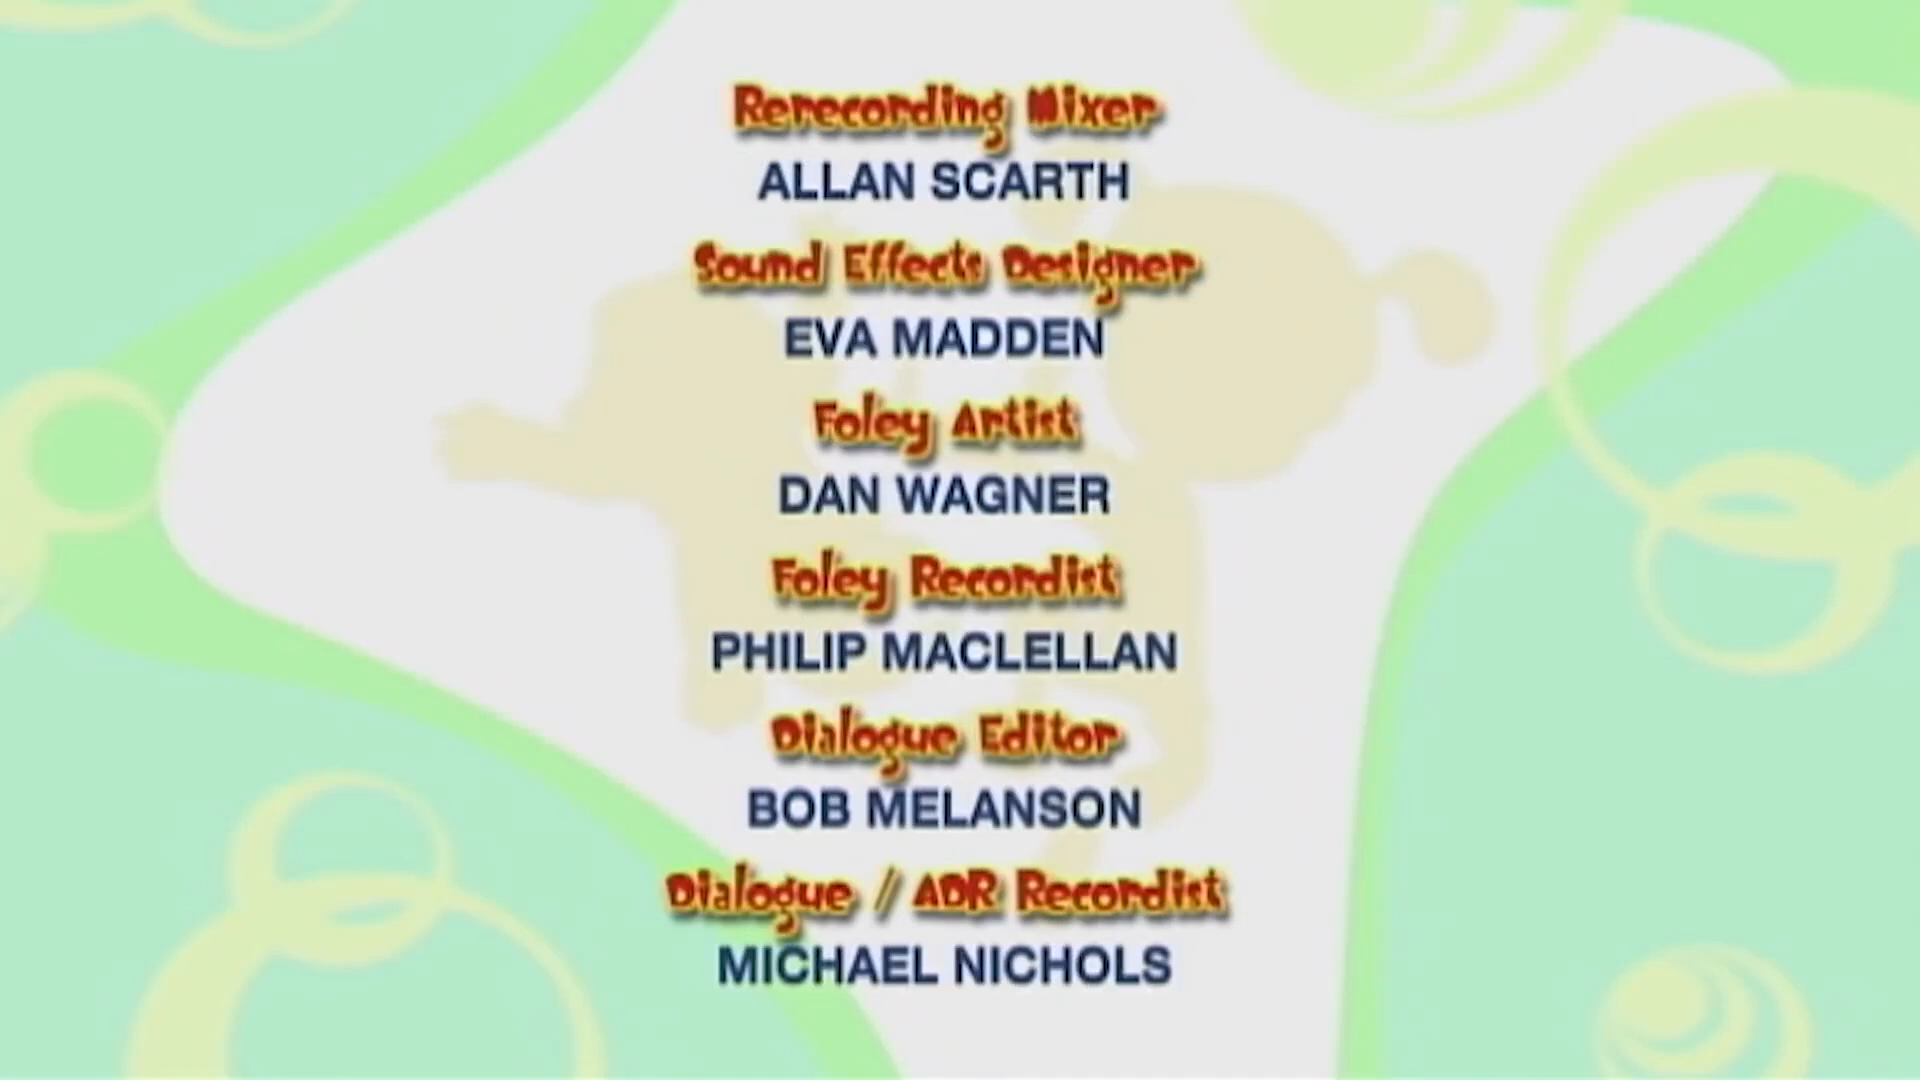 Rerecording Mixer
ALLAN SCARTH
Sound Effects Designer
EVA MADDEN
Foley Artist
DAN WAGNER
Foley Recordist
PHILIP MACLELLAN
Dialogue Editor
BOB MELANSON
Dialogue / ADR Recordist
MICHAEL NICHOLS